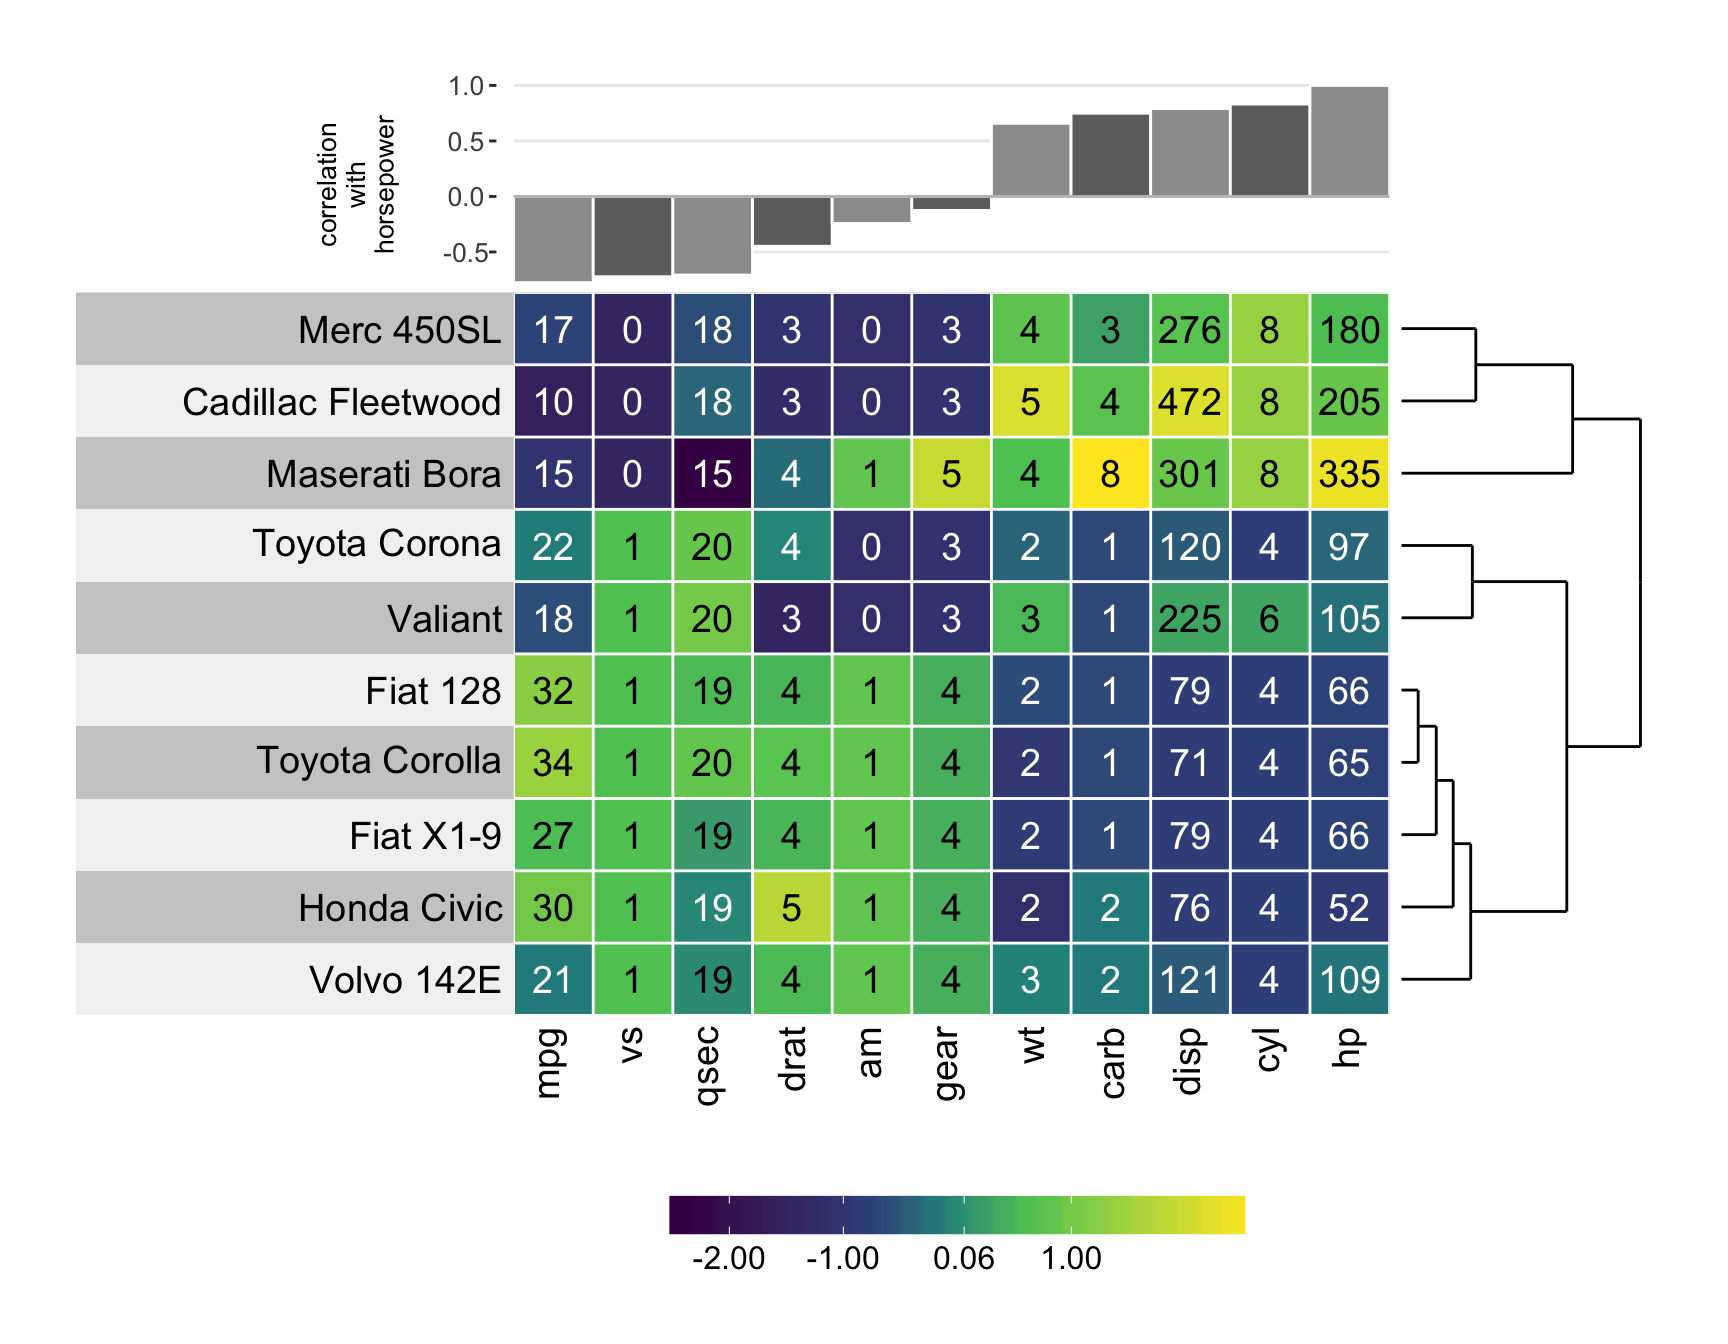 correlation
with
horsepower
1.0
0.5
0.0
-0.5
Merc 450SL 17 0 18 3 0 3 4 3 276 8 180
Cadillac Fleetwood 10 0 18 3 0 3 5 4 472 8 205
Maserati Bora 15 0 15 4 1 5 4 8 301 8 335
Toyota Corona 22 1 20 4 0 3 2 1 120 4 97
Valiant 18 1 20 3 0 3 3 1 225 6 105
Fiat 128 32 1 19 4 1 4 2 1 79 4 66
Toyota Corolla 34 1 20 4 1 4 2 1 71 4 65
Fiat X1-9 27 1 19 4 1 4 2 1 79 4 66
Honda Civic 30 1 19 5 1 4 2 2 76 4 52
Volvo 142E 21 1 19 4 1 4 3 2 121 4 109
mpg vs qsec drat am gear wt carb disp cyl hp
-2.00 -1.00 0.06 1.00